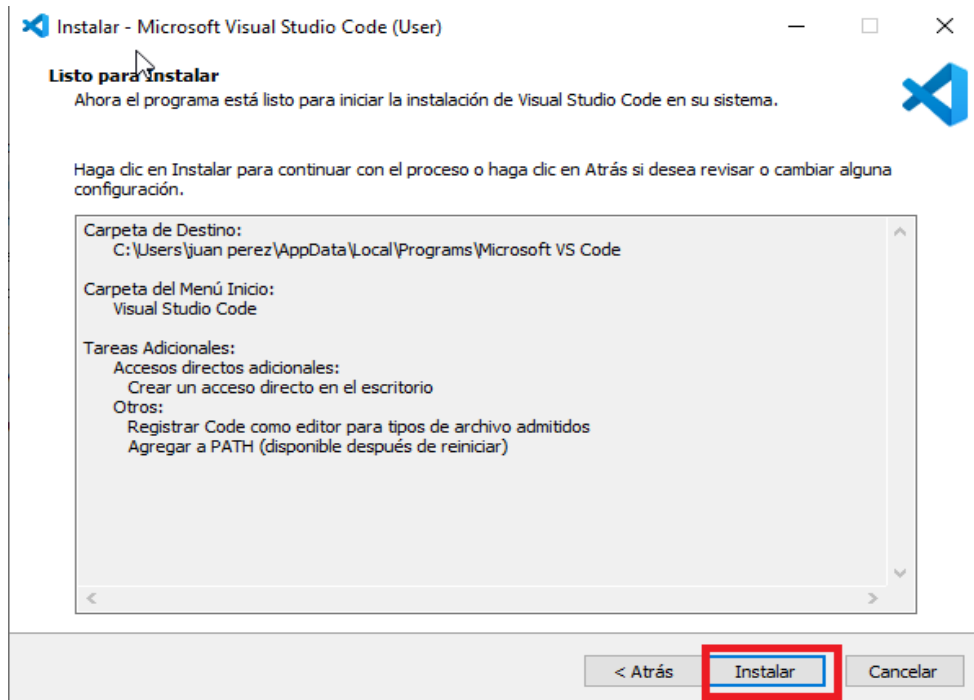 Instalar - Microsoft Visual Studio Code (User)
Listo para Instalar
Ahora el programa está listo para iniciar la instalación de Visual Studio Code en su sistema.
Haga clic en Instalar para continuar con el proceso o haga clic en Atrás si desea revisar o cambiar alguna
configuración.
Carpeta de Destino:
C:\Users\juan perez\AppData\Local\Programs\Microsoft VS Code
Carpeta del Menú Inicio:
Visual Studio Code
Tareas Adicionales:
Accesos directos adicionales:
Crear un acceso directo en el escritorio
Otros:
Registrar Code como editor para tipos de archivo admitidos
Agregar a PATH (disponible después de reiniciar)
< Atrás
Instalar
Cancelar